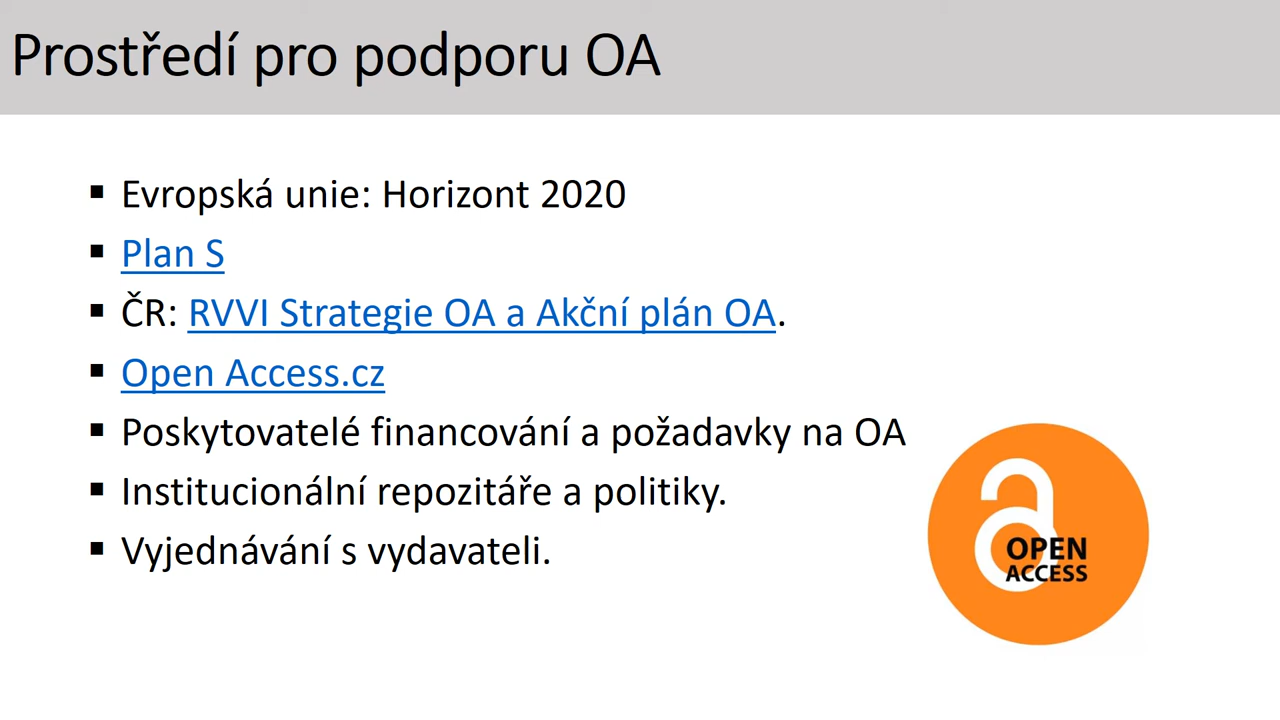 Prostředí pro podporu OA
▪ Evropská unie: Horizont 2020
▪ Plan S
▪ ČR: RVVI Strategie OA a Akční plán OA.
▪ Open Access.cz
▪ Poskytovatelé financování a požadavky na OA
▪ Institucionální repozitáře a politiky.
▪ Vyjednávání s vydavateli.
OPEN
ACCESS